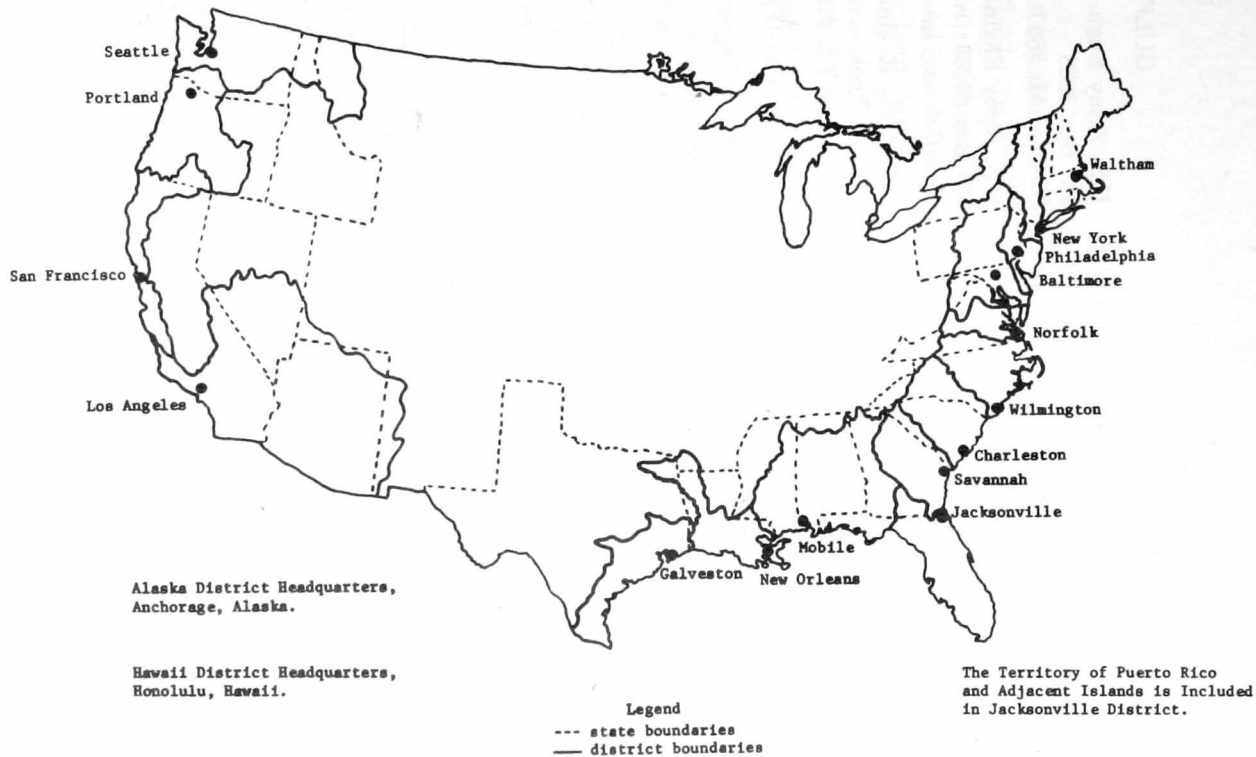 Seattle
Portland
San Francisco
Los Angeles
Waltham
New York
Philadelphia
Baltimore
Norfolk
Wilmington
Charleston
Savannah
Jacksonville
Mobile
New Orleans
Galveston
Alaska District Headquarters,
Anchorage, Alaska.
Hawaii District Headquarters,
Honolulu, Hawaii.
The Territory of Puerto Rico
and Adjacent Islands is Included
in Jacksonville District.
Legend
--- state boundaries
— district boundaries